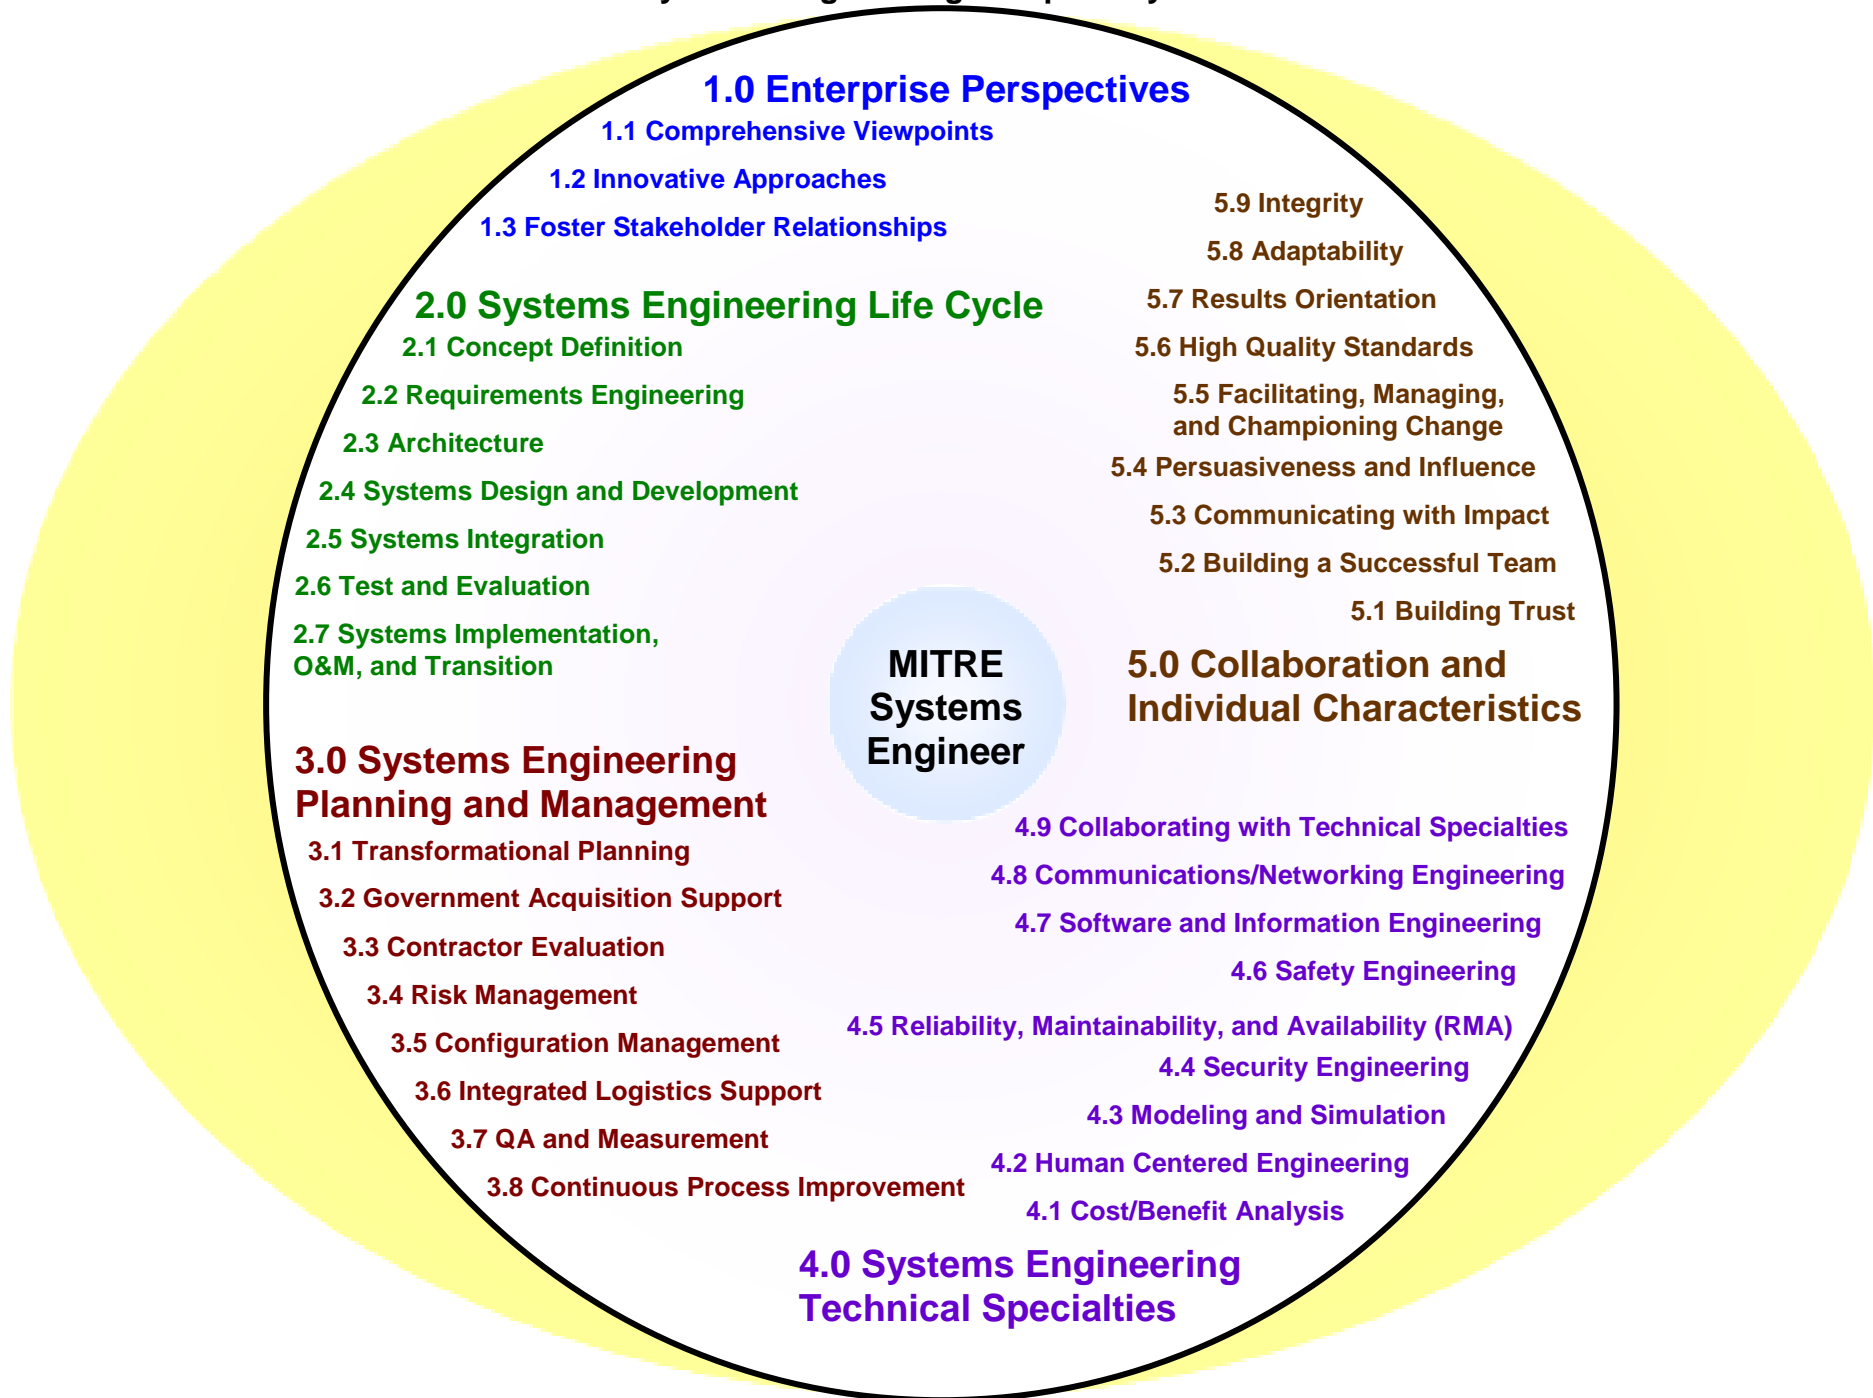 1.0 Enterprise Perspectives
1.1 Comprehensive Viewpoints
1.2 Innovative Approaches
1.3 Foster Stakeholder Relationships
2.0 Systems Engineering Life Cycle
2.1 Concept Definition
2.2 Requirements Engineering
2.3 Architecture
2.4 Systems Design and Development
2.5 Systems Integration
2.6 Test and Evaluation
2.7 Systems Implementation,
O&M, and Transition
3.0 Systems Engineering
Planning and Management
3.1 Transformational Planning
3.2 Government Acquisition Support
3.3 Contractor Evaluation
3.4 Risk Management
3.5 Configuration Management
3.6 Integrated Logistics Support
3.7 QA and Measurement
3.8 Continuous Process Improvement
MITRE
Systems
Engineer
5.9 Integrity
5.8 Adaptability
5.7 Results Orientation
5.6 High Quality Standards
5.5 Facilitating, Managing,
and Championing Change
5.4 Persuasiveness and Influence
5.3 Communicating with Impact
5.2 Building a Successful Team
5.1 Building Trust
5.0 Collaboration and
Individual Characteristics
4.9 Collaborating with Technical Specialties
4.8 Communications/Networking Engineering
4.7 Software and Information Engineering
4.6 Safety Engineering
4.5 Reliability, Maintainability, and Availability (RMA)
4.4 Security Engineering
4.3 Modeling and Simulation
4.2 Human Centered Engineering
4.1 Cost/Benefit Analysis
4.0 Systems Engineering
Technical Specialties